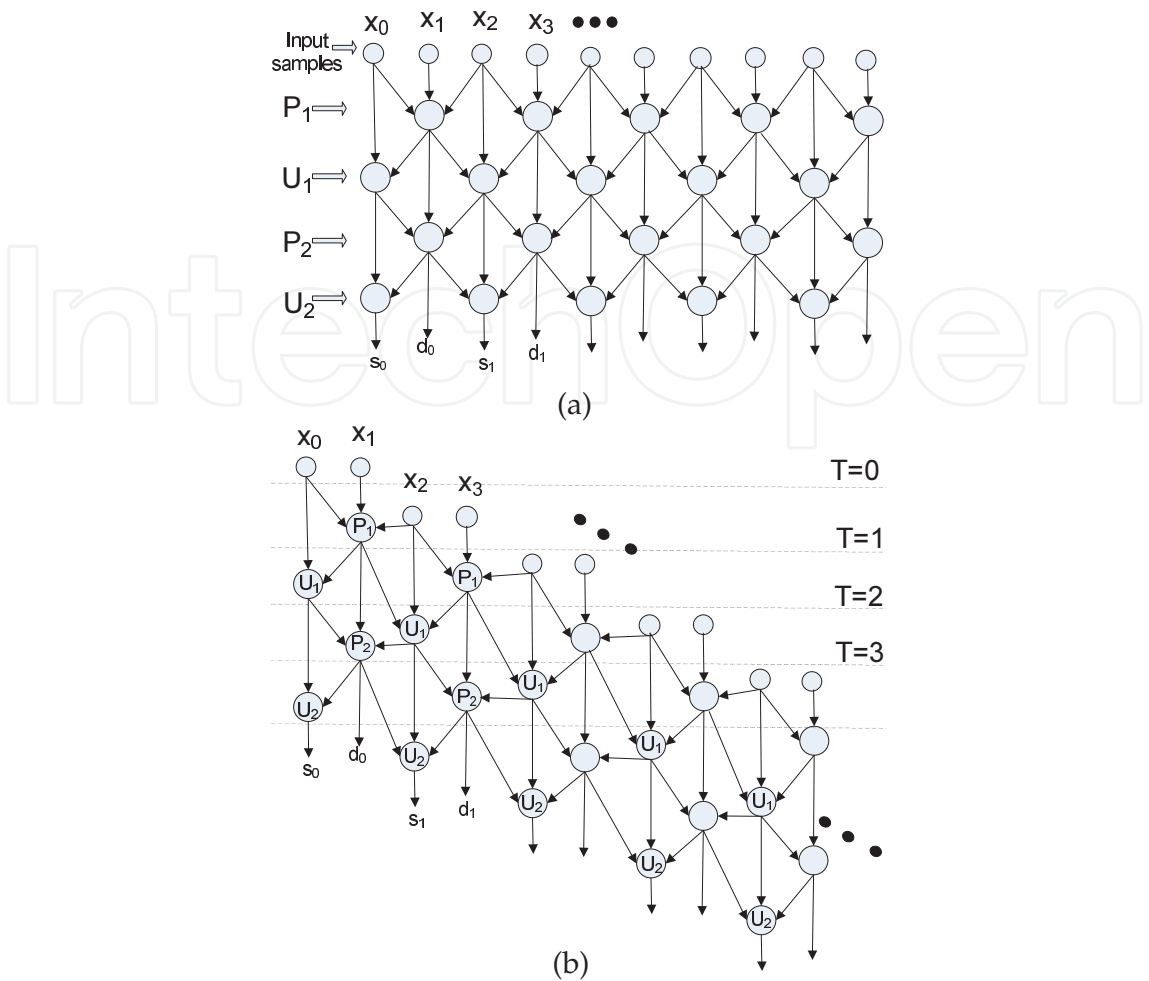 x₀ x₁ x₂ x₃ •••
Input
samples
P₁
U₁
P₂
U₂
s₀ d₀ s₁ d₁
(a)
x₀ x₁
T=0
x₂ x₃
P₁
T=1
U₁ P₁
T=2
P₂ U₁
T=3
U₂ P₂ U₁
s₀ d₀ U₂ U₁
s₁ d₁ U₂ U₁
U₂
U₂
(b)
IntechOpen